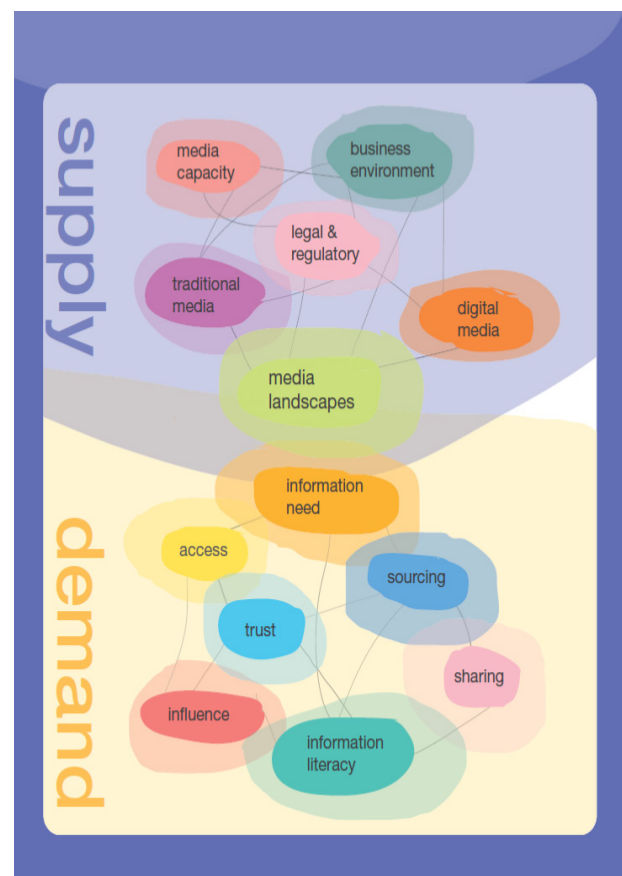 supply
media
capacity
business
environment
legal &
regulatory
traditional
media
digital
media
media
landscapes
demand
information
need
access
sourcing
trust
sharing
influence
information
literacy